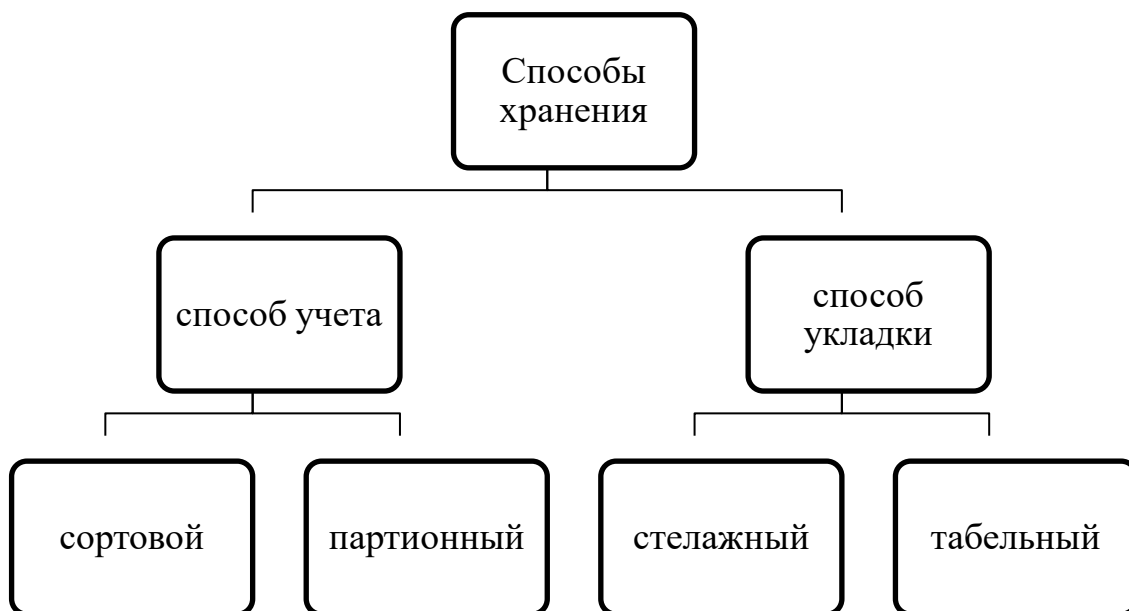 Способы
хранения
способ учета
способ
укладки
сортовой
партионный
стелажный
табельный